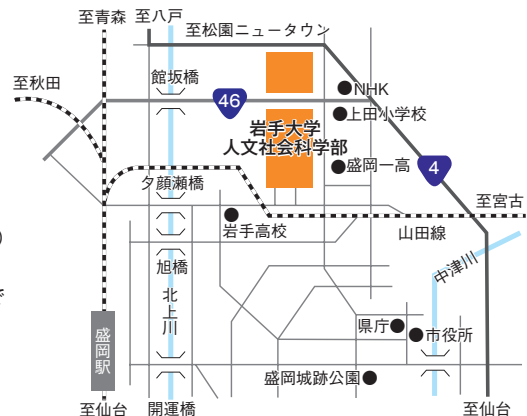 至青森
至八戸
至松園ニュータウン
至秋田
館坂橋
NHK
46
上田小学校
岩手大学
人文社会科学部
盛岡一高
4
夕顔瀬橋
至宮古
岩手高校
山田線
)
旭橋
中津川
で
北上川
県庁
市役所
盛岡駅
盛岡城跡公園
至仙台
開運橋
至仙台